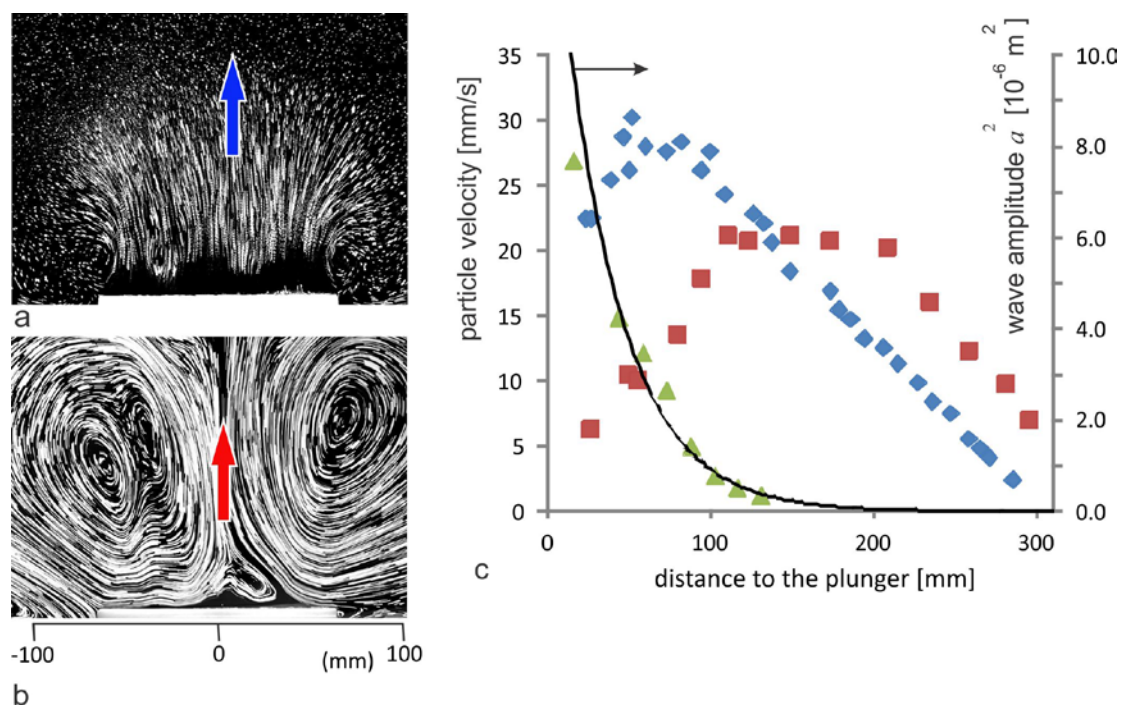 a
-100 0 (mm) 100
b
particle velocity [mm/s]
35
30
25
20
15
10
5
0
0 100 200 300
distance to the plunger [mm]
wave amplitude a² [10⁻⁶ m²]
10.0
8.0
6.0
4.0
2.0
0.0
c